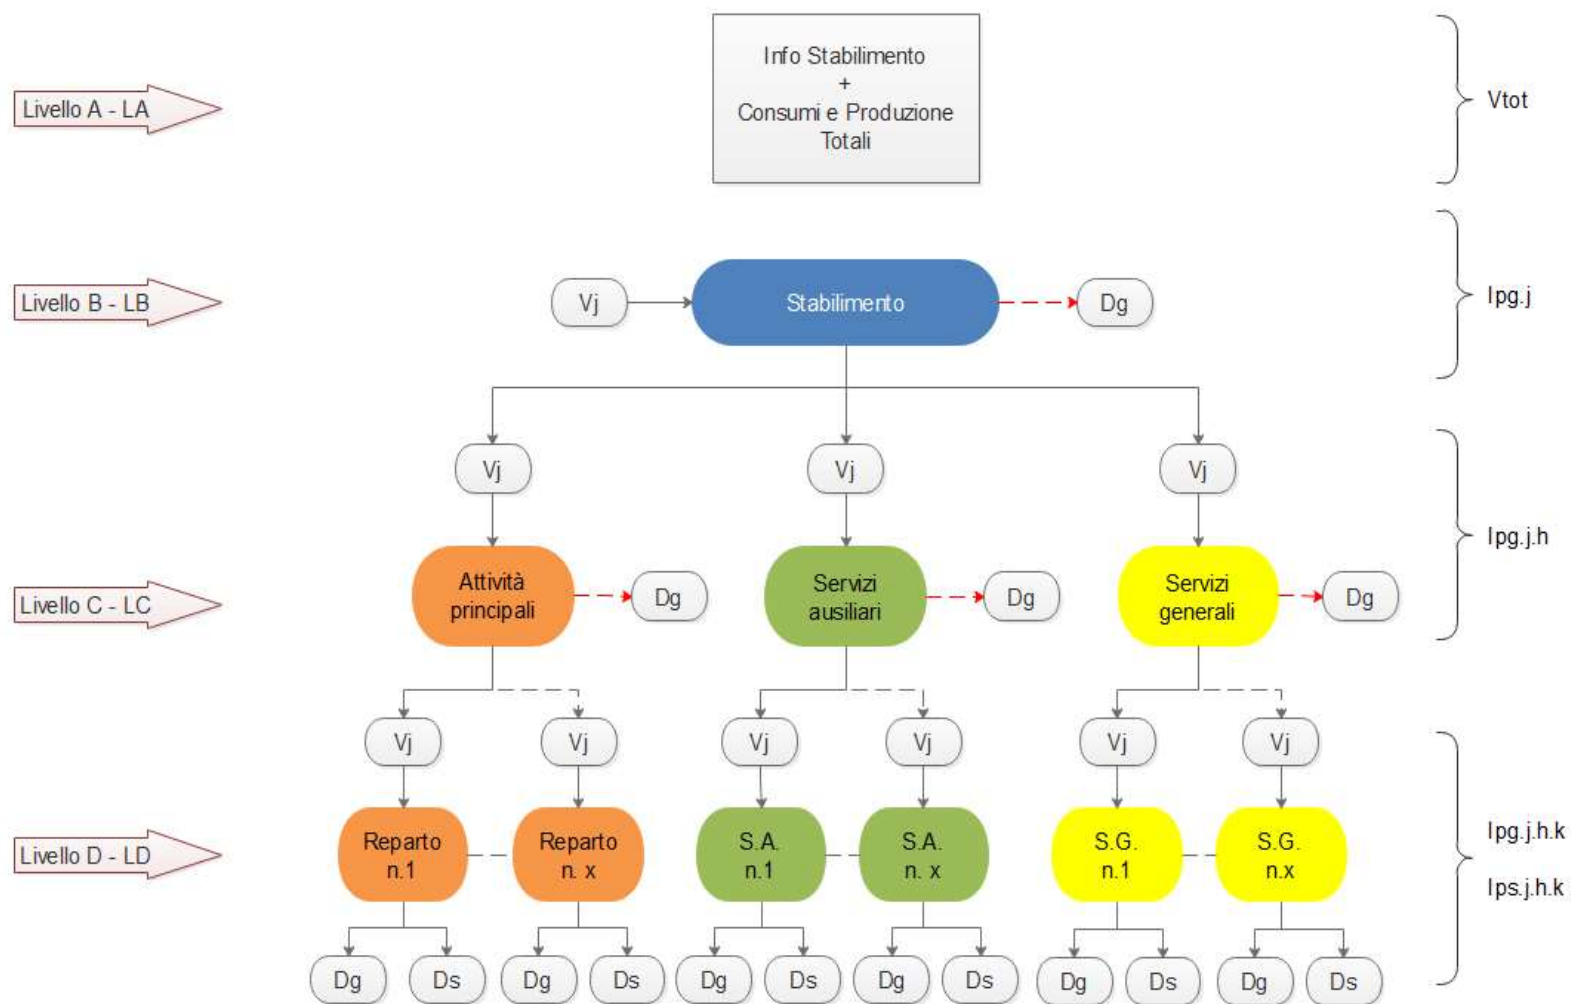 Info Stabilimento
+
Consumi e Produzione
Totali
Livello A - LA
Vtot
Livello B - LB
Vj
Stabilimento
Dg
Ipg.j
Vj
Vj
Vj
Ipg.j.h
Livello C - LC
Attività
principali
Dg
Servizi
ausiliari
Dg
Servizi
generali
Dg
Vj
Vj
Vj
Vj
Vj
Vj
Livello D - LD
Reparto
n.1
Reparto
n. x
S.A.
n.1
S.A.
n. x
S.G.
n.1
S.G.
n.x
Ipg.j.h.k
Ips.j.h.k
Dg
Ds
Dg
Ds
Dg
Ds
Dg
Ds
Dg
Ds
Dg
Ds